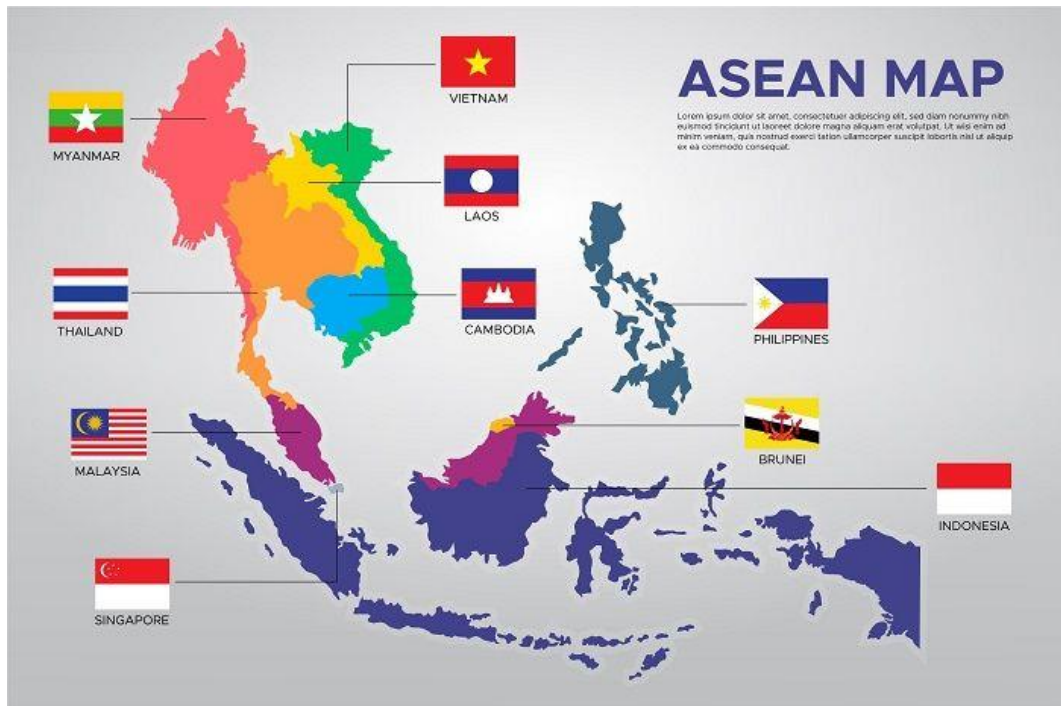 ASEAN MAP
Lorem ipsum dolor sit amet, consectetuer adipiscing elit, sed diam nonummy nibh
euismod tincidunt ut laoreet dolore magna aliquam erat volutpat. Ut wisi enim ad
minim veniam, quis nostrud exerci tation ullamcorper suscipit lobortis nisl ut aliquip
ex ea commodo consequat.
VIETNAM
MYANMAR
LAOS
THAILAND
CAMBODIA
PHILIPPINES
MALAYSIA
BRUNEI
INDONESIA
SINGAPORE